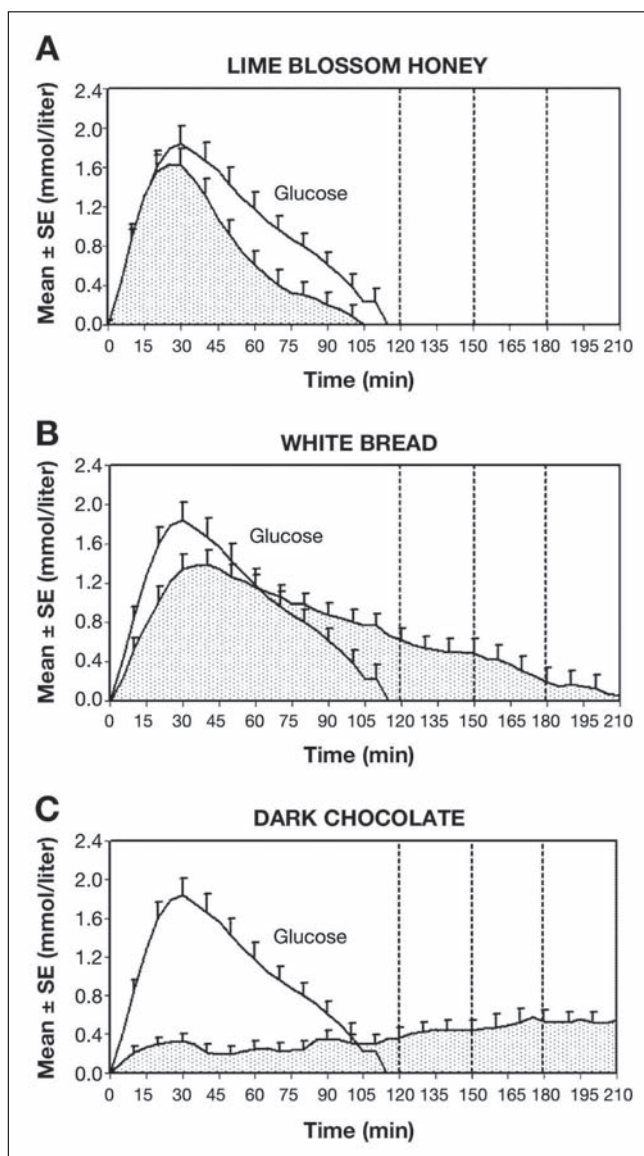 A
LIME BLOSSOM HONEY
Mean ± SE (mmol/liter)
2.4
2.0
1.6
1.2
0.8
0.4
0.0
Glucose
0 15 30 45 60 75 90 105 120 135 150 165 180 195 210
Time (min)
B
WHITE BREAD
Mean ± SE (mmol/liter)
2.4
2.0
1.6
1.2
0.8
0.4
0.0
Glucose
0 15 30 45 60 75 90 105 120 135 150 165 180 195 210
Time (min)
C
DARK CHOCOLATE
Mean ± SE (mmol/liter)
2.4
2.0
1.6
1.2
0.8
0.4
0.0
Glucose
0 15 30 45 60 75 90 105 120 135 150 165 180 195 210
Time (min)